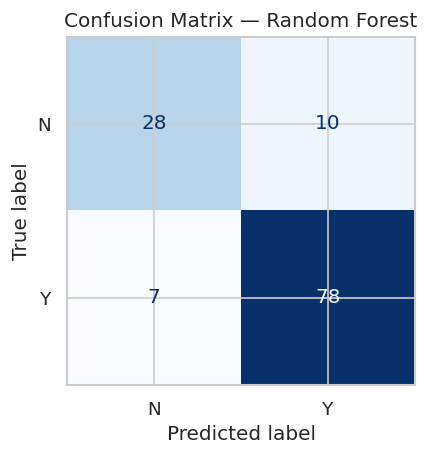 Confusion Matrix — Random Forest
N
28
10
Y
7
78
True label
N
Y
Predicted label